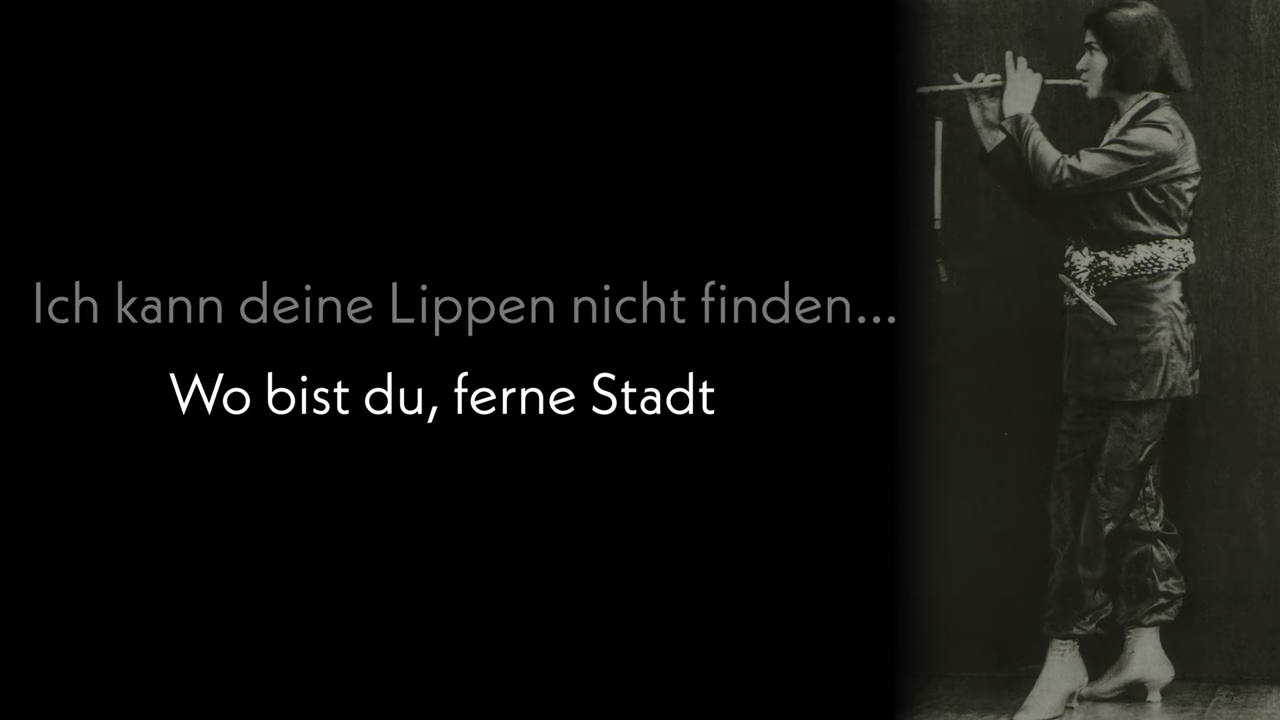 Ich kann deine Lippen nicht finden...
Wo bist du, ferne Stadt